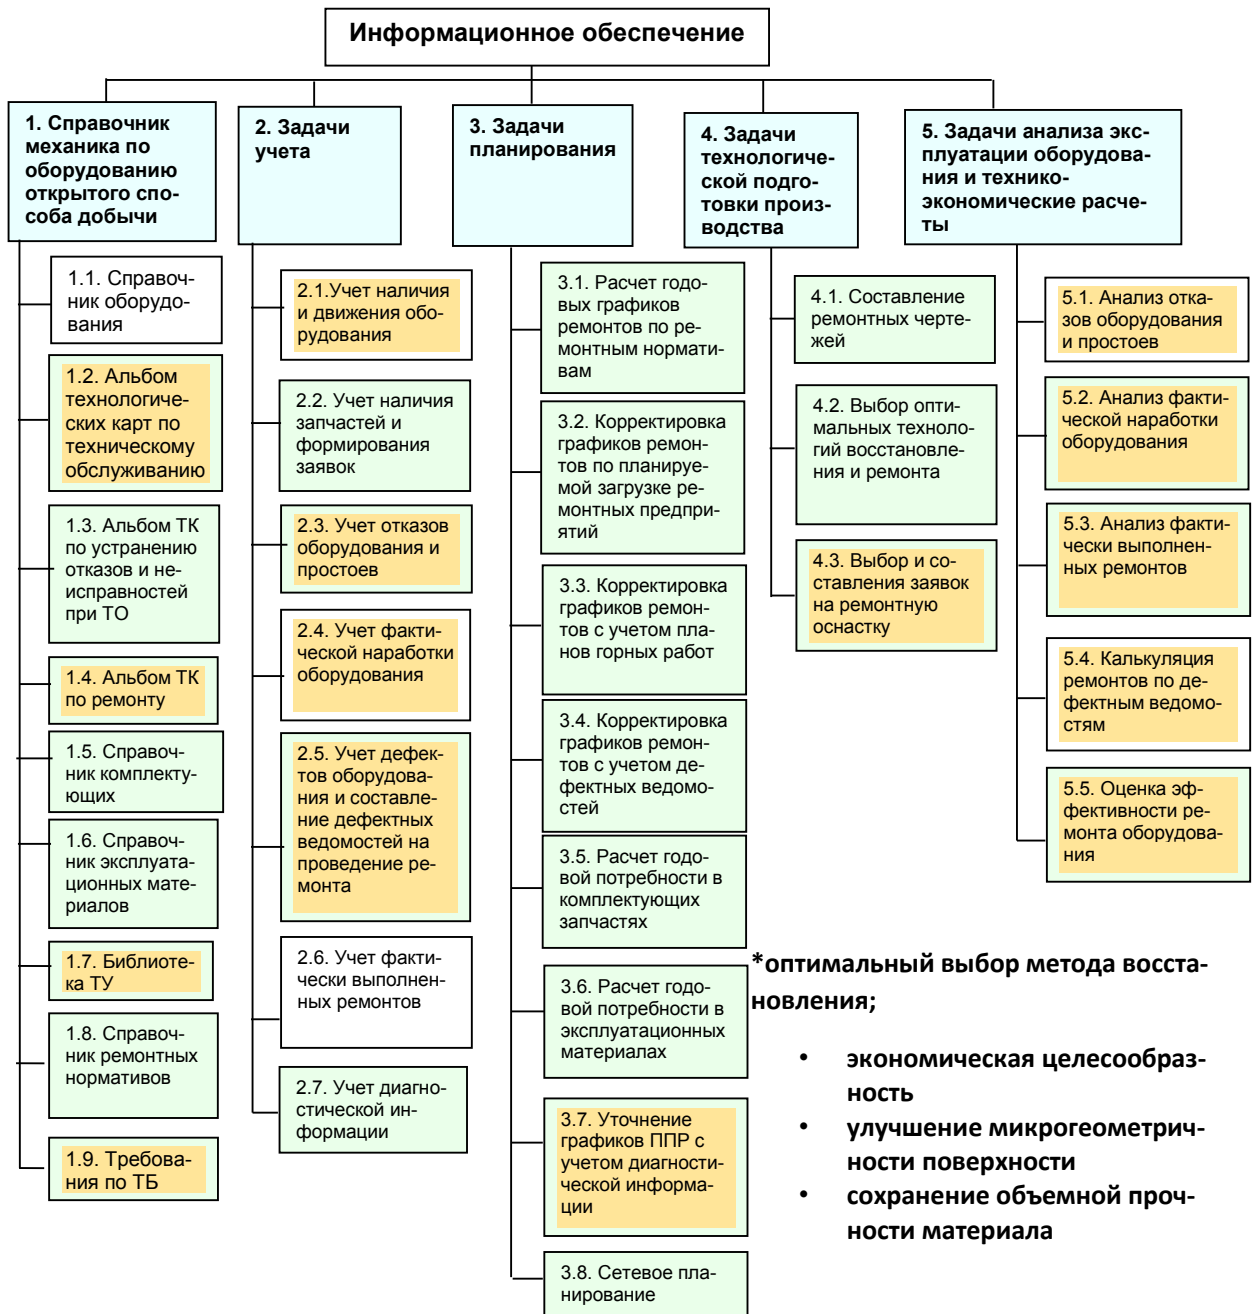 Информационное обеспечение
1. Справочник
механика по
оборудованию
открытого спо-
соба добычи
1.1. Справоч-
ник оборудо-
вания
1.2. Альбом
технологиче-
ских карт по
техническому
обслуживанию
1.3. Альбом ТК
по устранению
отказов и не-
исправностей
при ТО
1.4. Альбом ТК
по ремонту
1.5. Справоч-
ник комплекту-
ющих
1.6. Справоч-
ник эксплуата-
ционных мате-
риалов
1.7. Библиоте-
ка ТУ
1.8. Справоч-
ник ремонтных
нормативов
1.9. Требова-
ния по ТБ
2. Задачи
учета
2.1.Учет наличия
и движения обо-
рудования
2.2. Учет наличия
запчастей и
формирования
заявок
2.3. Учет отказов
оборудования и
простоев
2.4. Учет факти-
ческой наработки
оборудования
2.5. Учет дефек-
тов оборудова-
ния и составле-
ние дефектных
ведомостей на
проведение ре-
монта
2.6. Учет факти-
чески выполнен-
ных ремонтов
2.7. Учет диагно-
стической ин-
формации
3. Задачи
планирования
3.1. Расчет годо-
вых графиков
ремонтов по ре-
монтным нормати-
вам
3.2. Корректировка
графиков ремон-
тов по планируе-
мой загрузке ре-
монтных предпри-
ятий
3.3. Корректировка
графиков ремон-
тов с учетом пла-
нов горных работ
3.4. Корректировка
графиков ремон-
тов с учетом де-
фектных ведомо-
стей
3.5. Расчет годо-
вой потребности в
комплектующих
запчастях
3.6. Расчет годо-
вой потребности в
эксплуатационных
материалах
3.7. Уточнение
графиков ППР с
учетом диагности-
ческой информа-
ции
3.8. Сетевое пла-
нирование
4. Задачи
технологиче-
ской подго-
товки произ-
водства
4.1. Составление
ремонтных черте-
жей
4.2. Выбор опти-
мальных техноло-
гий восстановле-
ния и ремонта
4.3. Выбор и со-
ставления заявок
на ремонтную
оснастку
5. Задачи анализа экс-
плуатации оборудова-
ния и технико-
экономические расче-
ты
5.1. Анализ отка-
зов оборудования
и простоев
5.2. Анализ факти-
ческой наработки
оборудования
5.3. Анализ факти-
чески выполнен-
ных ремонтов
5.4. Калькуляция
ремонтов по де-
фектным ведомо-
стям
5.5. Оценка эф-
фективности ре-
монта оборудова-
ния
*оптимальный выбор метода восста-
новления;
• экономическая целесообраз-
ность
• улучшение микрогеометрич-
ности поверхности
• сохранение объемной проч-
ности материала